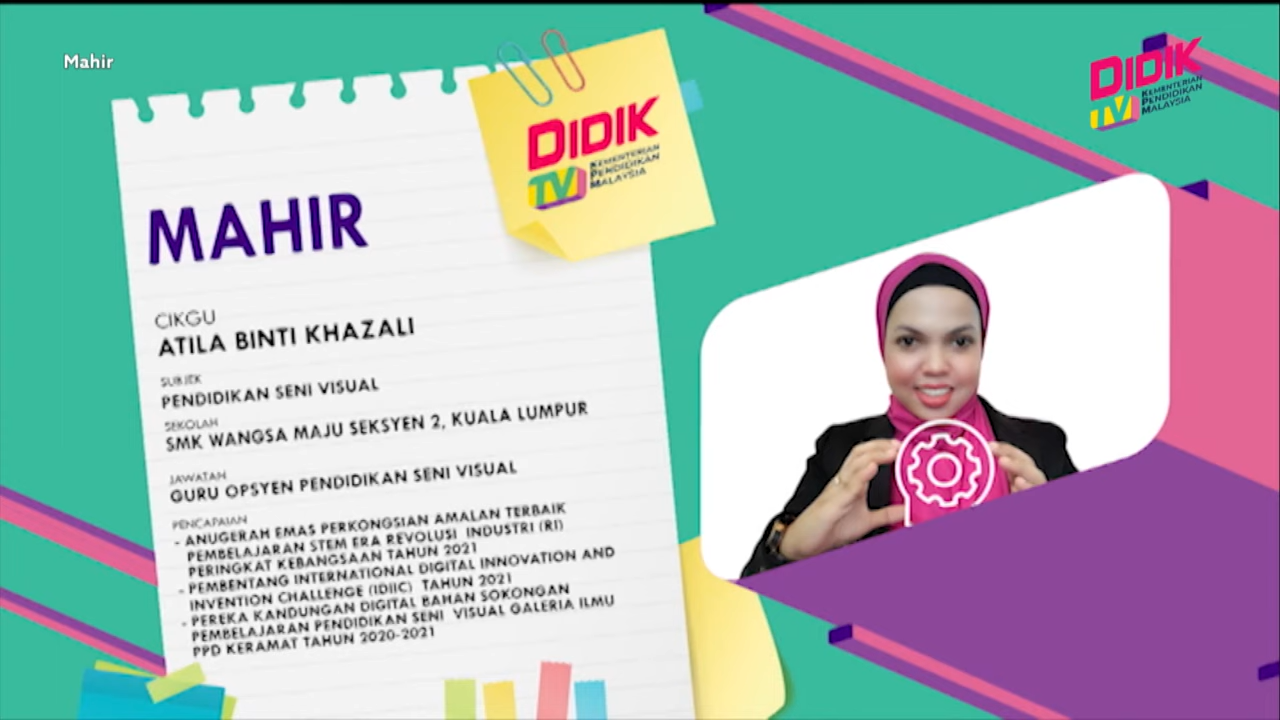 Mahir
DIDIK
TV KEMENTERIAN
PENDIDIKAN
MALAYSIA
DIDIK
TV KEMENTERIAN
PENDIDIKAN
MALAYSIA
MAHIR
CIKGU
ATILA BINTI KHAZALI
SUBJEK
PENDIDIKAN SENI VISUAL
SEKOLAH
SMK WANGSA MAJU SEKSYEN 2, KUALA LUMPUR
JAWATAN
GURU OPSYEN PENDIDIKAN SENI VISUAL
PENCAPAIAN
- ANUGERAH EMAS PERKONGSIAN AMALAN TERBAIK
PEMBELAJARAN STEM ERA REVOLUSI INDUSTRI (RI)
PERINGKAT KEBANGSAAN TAHUN 2021
- PEMBENTANG INTERNATIONAL DIGITAL INNOVATION AND
INVENTION CHALLENGE (IDIIC) TAHUN 2021
- PEREKA KANDUNGAN DIGITAL BAHAN SOKONGAN
PEMBELAJARAN PENDIDIKAN SENI VISUAL GALERIA ILMU
PPD KERAMAT TAHUN 2020-2021